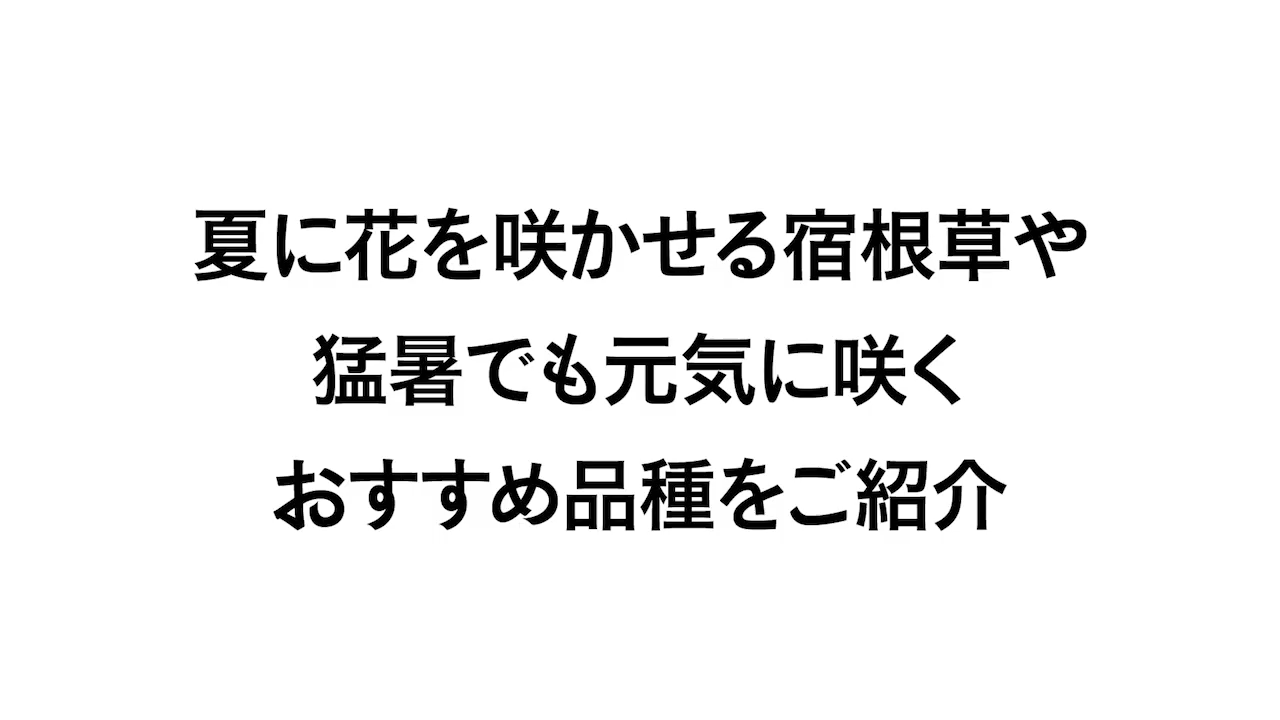 夏に花を咲かせる宿根草や
猛暑でも元気に咲く
おすすめ品種をご紹介